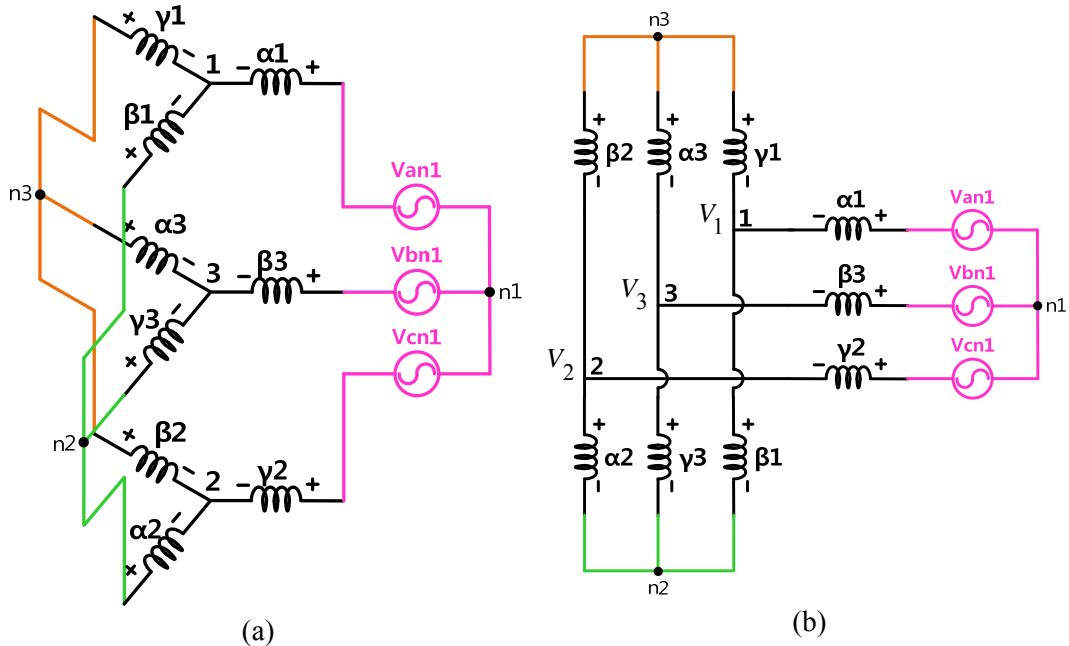 γ1
+
-
1
α1
-
+
β1
-
+
Van1
n3
α3
+
-
3
β3
-
+
Vbn1
n1
γ3
-
+
Vcn1
n2
β2
+
-
2
γ2
-
+
α2
-
+
(a)
n3
+ + +
β2 α3 γ1
- - -
V1 1
α1
- +
Van1
V3 3
β3
- +
Vbn1
n1
V2 2
γ2
- +
Vcn1
+ + +
α2 γ3 β1
- - -
n2
(b)